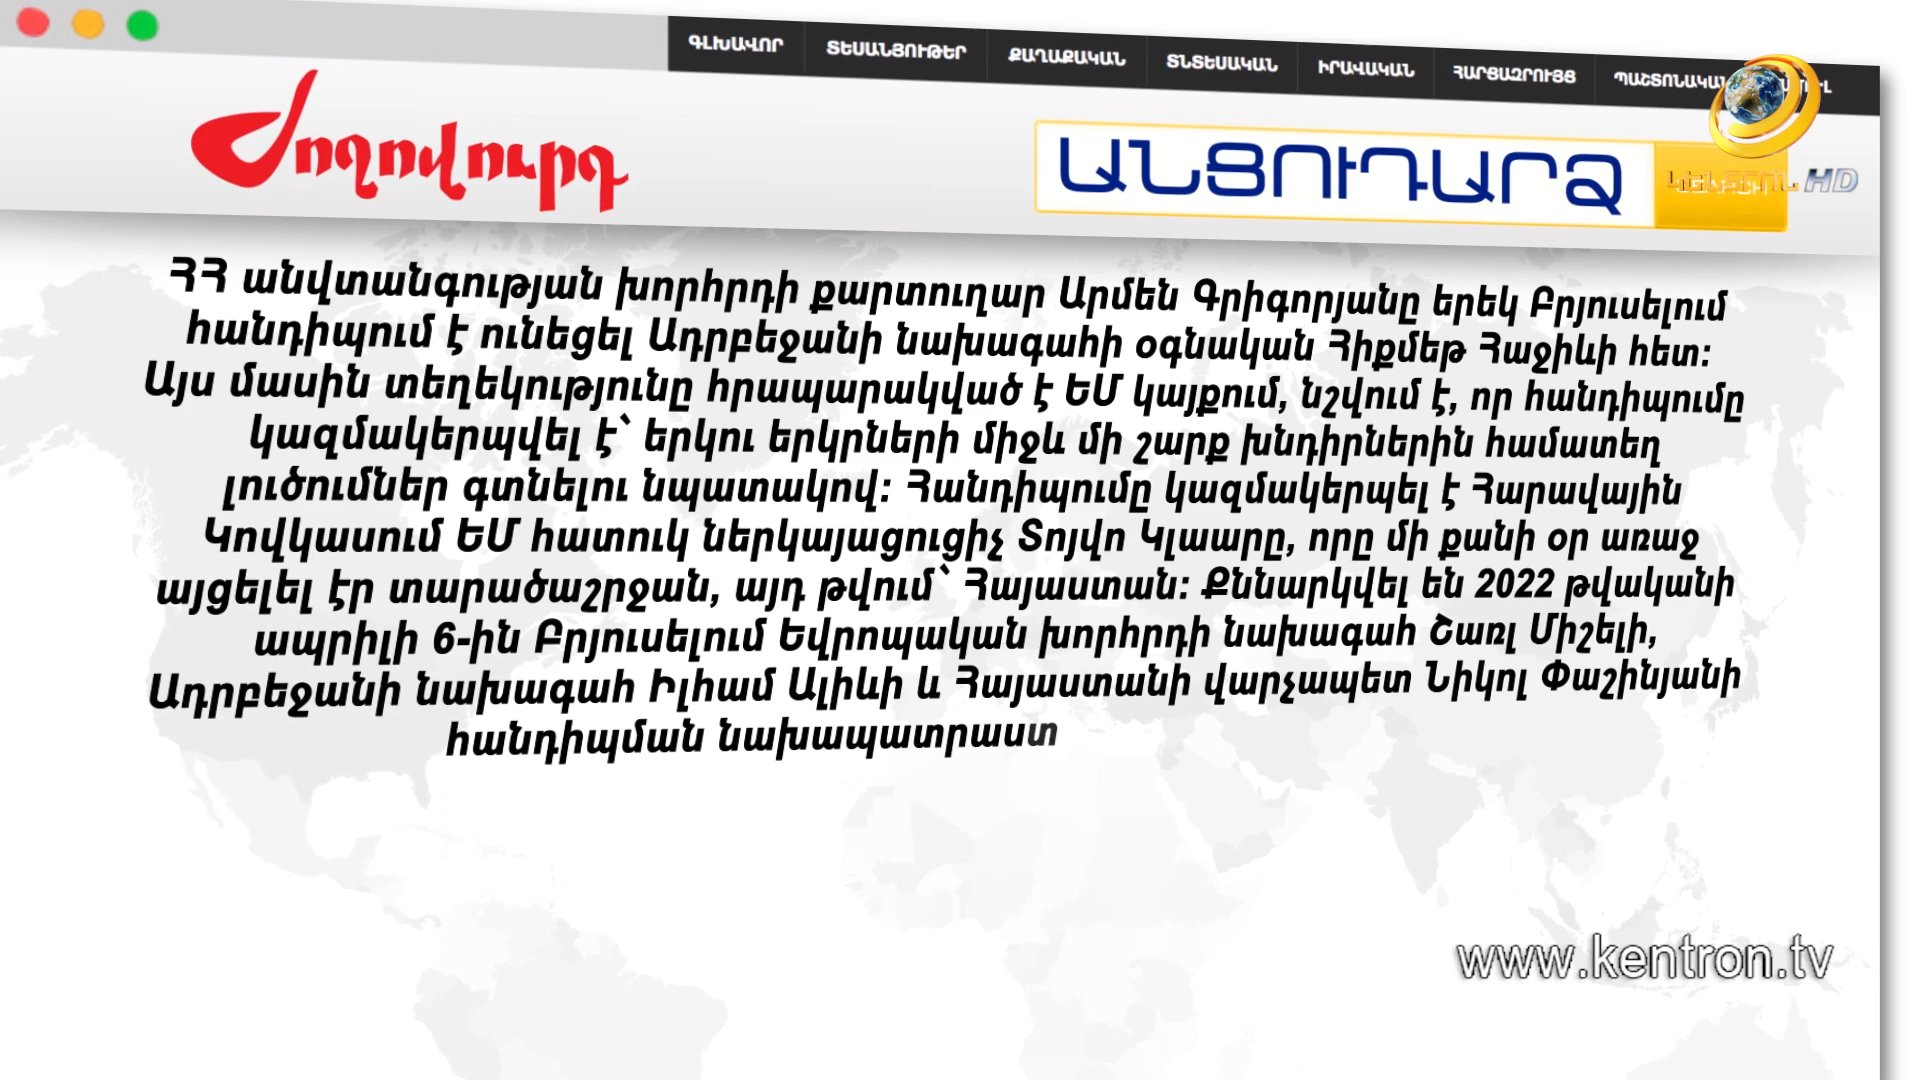 ԳԼԽԱՎՈՐ ՏԵՍԱՆՅՈՒԹԵՐ ՔԱՂԱՔԱԿԱՆ ՏՆՏԵՍԱԿԱՆ ԻՐԱՎԱԿԱՆ ՀԱՐՑԱԶՐՈՒՅՑ
Ժողովուրդ
ԱՆՑՈՒԴԱՐՁ
HD
ՀՀ անվտանգության խորհրդի քարտուղար Արմեն Գրիգորյանը երեկ Բրյուսելում
հանդիպում է ունեցել Ադրբեջանի նախագահի օգնական Հիքմեթ Հաջիևի հետ:
Այս մասին տեղեկությունը հրապարակված է ԵՄ կայքում, նշվում է, որ հանդիպումը
կազմակերպվել է՝ երկու երկրների միջև մի շարք խնդիրներին համատեղ
լուծումներ գտնելու նպատակով: Հանդիպումը կազմակերպել է Հարավային
Կովկասում ԵՄ հատուկ ներկայացուցիչ Տոյվո Կլաարը, որը մի քանի օր առաջ
այցելել էր տարածաշրջան, այդ թվում՝ Հայաստան: Քննարկվել են 2022 թվականի
ապրիլի 6-ին Բրյուսելում Եվրոպական խորհրդի նախագահ Շառլ Միշելի,
Ադրբեջանի նախագահ Իլհամ Ալիևի և Հայաստանի վարչապետ Նիկոլ Փաշինյանի
հանդիպման նախապատրաստ
www.kentron.tv